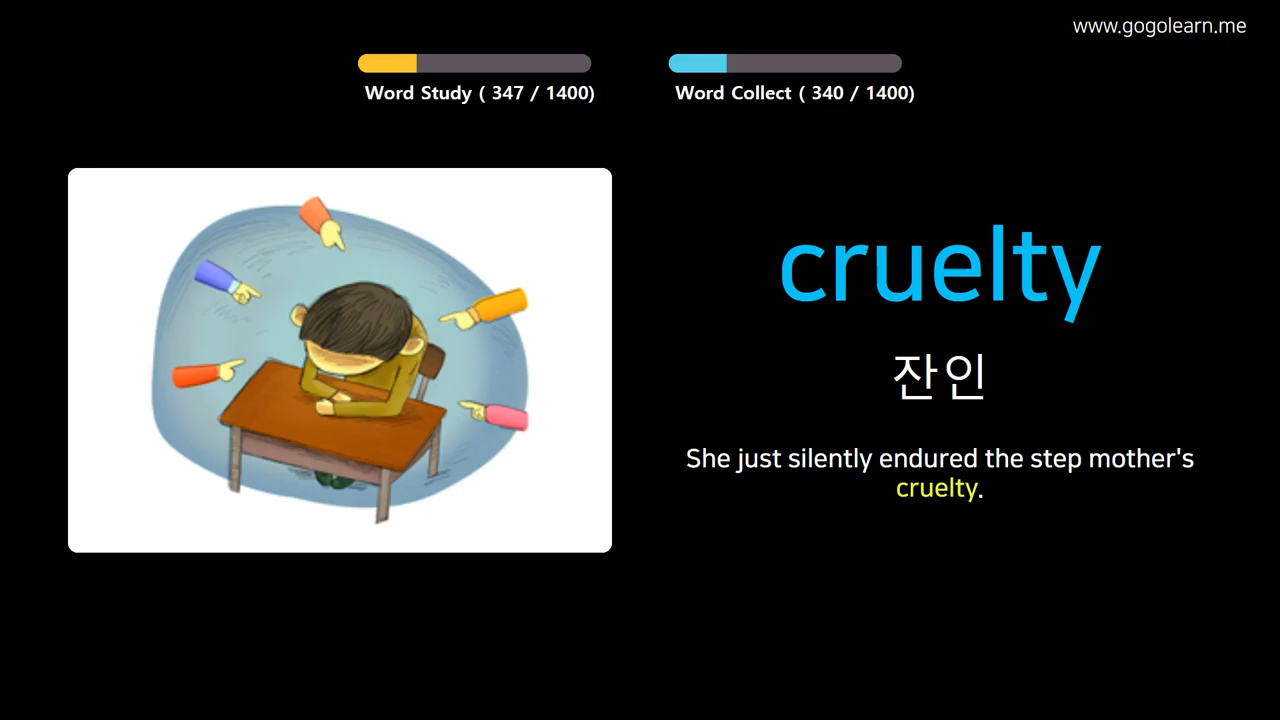 www.gogolearn.me
Word Study ( 347 / 1400)
Word Collect ( 340 / 1400)
cruelty
잔인
She just silently endured the step mother's
cruelty.